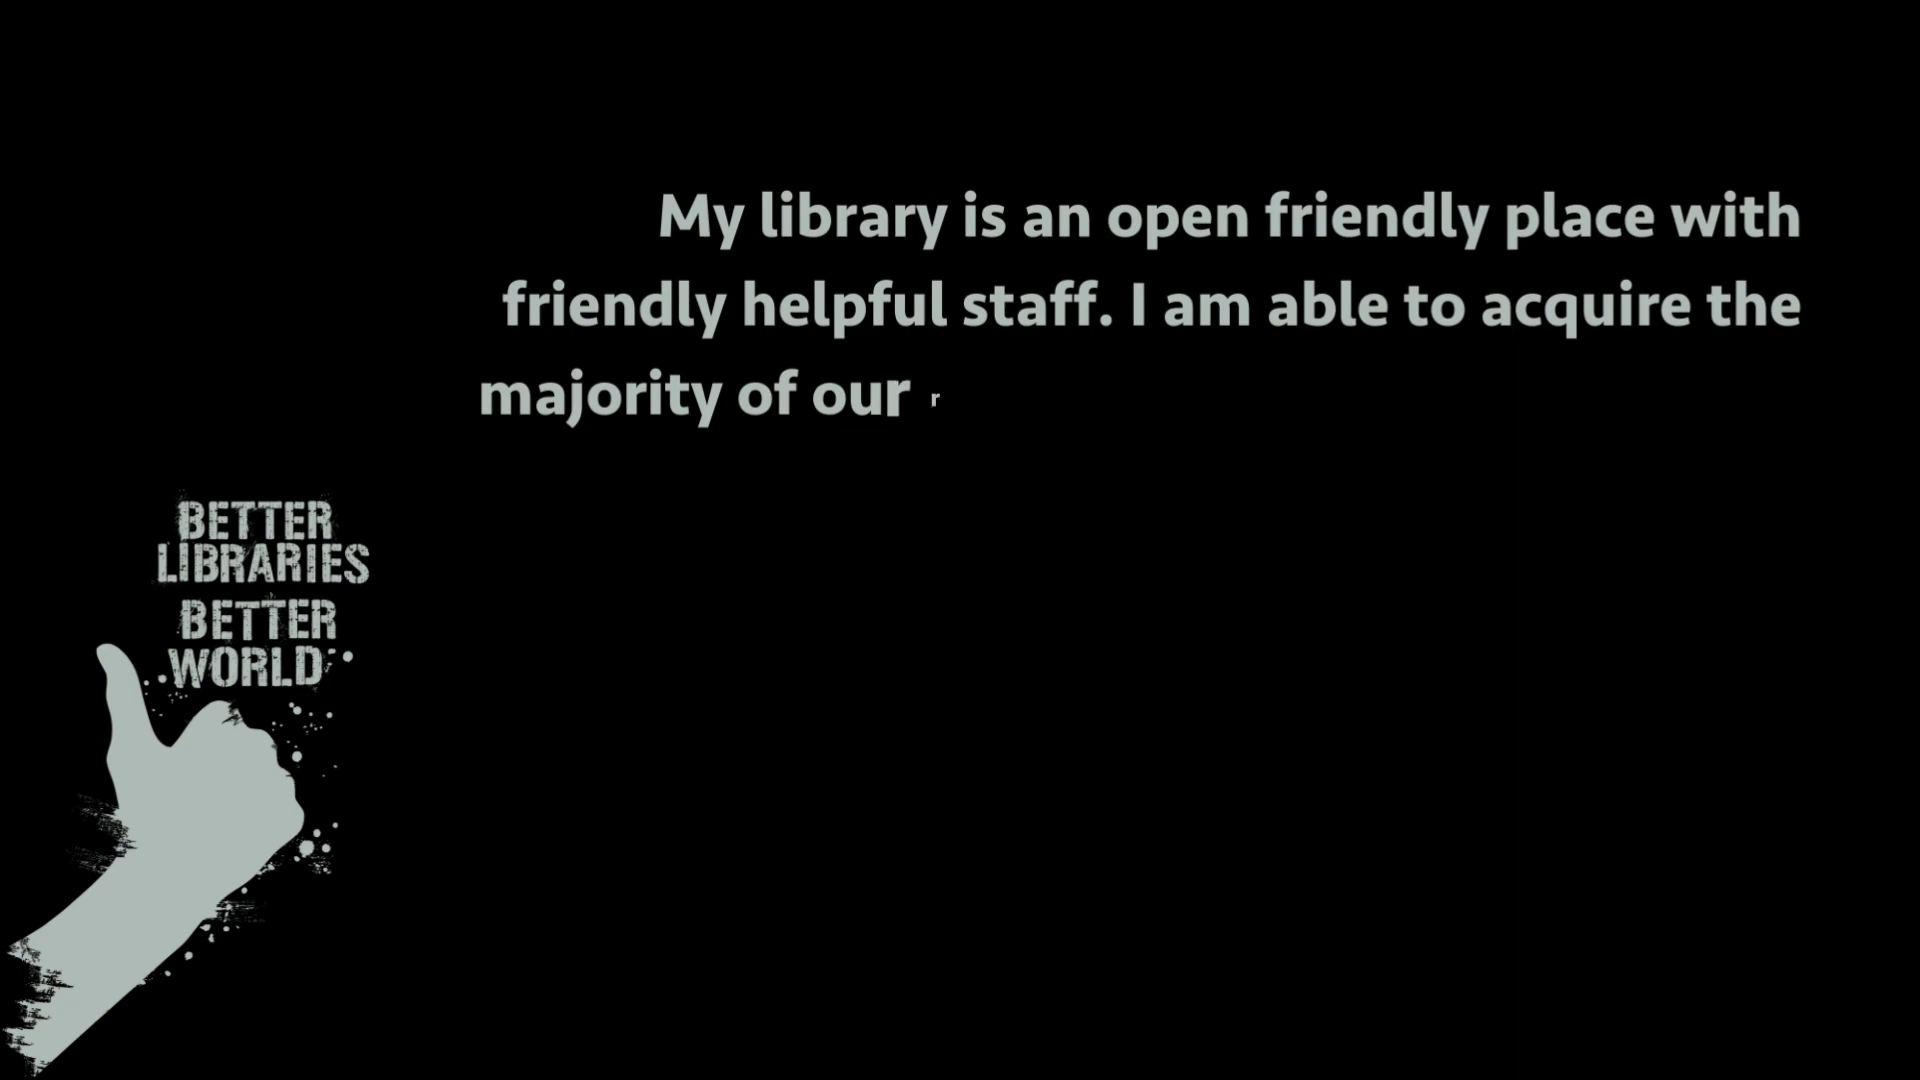 My library is an open friendly place with
friendly helpful staff. I am able to acquire the
majority of our r
BETTER
LIBRARIES
BETTER
WORLD